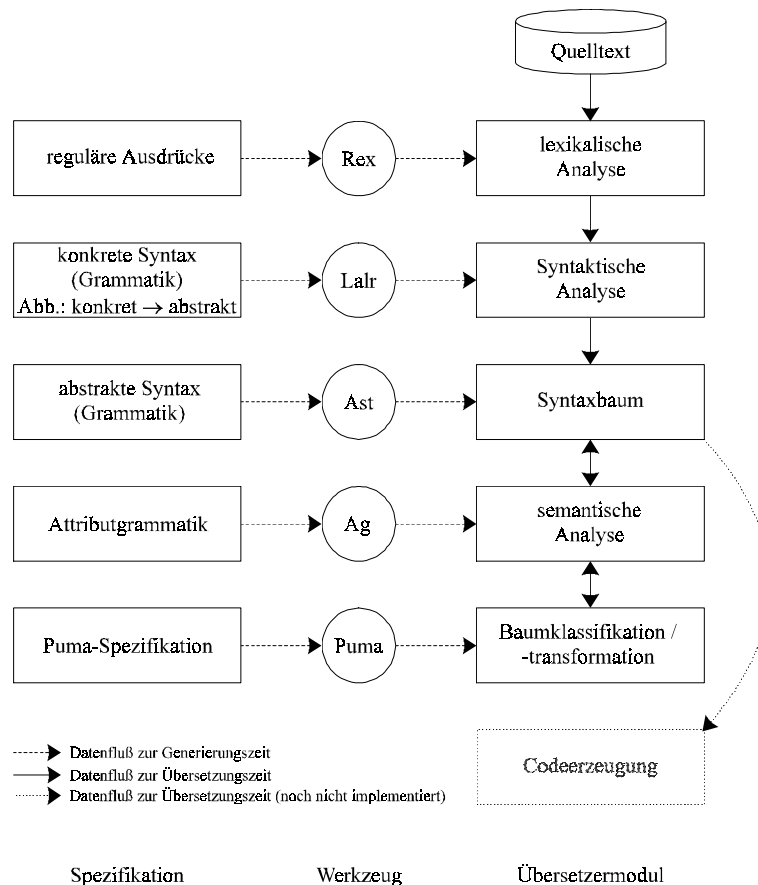 Quelltext
reguläre Ausdrücke
Rex
lexikalische
Analyse
konkrete Syntax
(Grammatik)
Abb.: konkret → abstrakt
Lalr
Syntaktische
Analyse
abstrakte Syntax
(Grammatik)
Ast
Syntaxbaum
Attributgrammatik
Ag
semantische
Analyse
Puma-Spezifikation
Puma
Baumklassifikation /
-transformation
Datenfluß zur Generierungszeit
Datenfluß zur Übersetzungszeit
Datenfluß zur Übersetzungszeit (noch nicht implementiert)
Codeerzeugung
Spezifikation
Werkzeug
Übersetzermodul